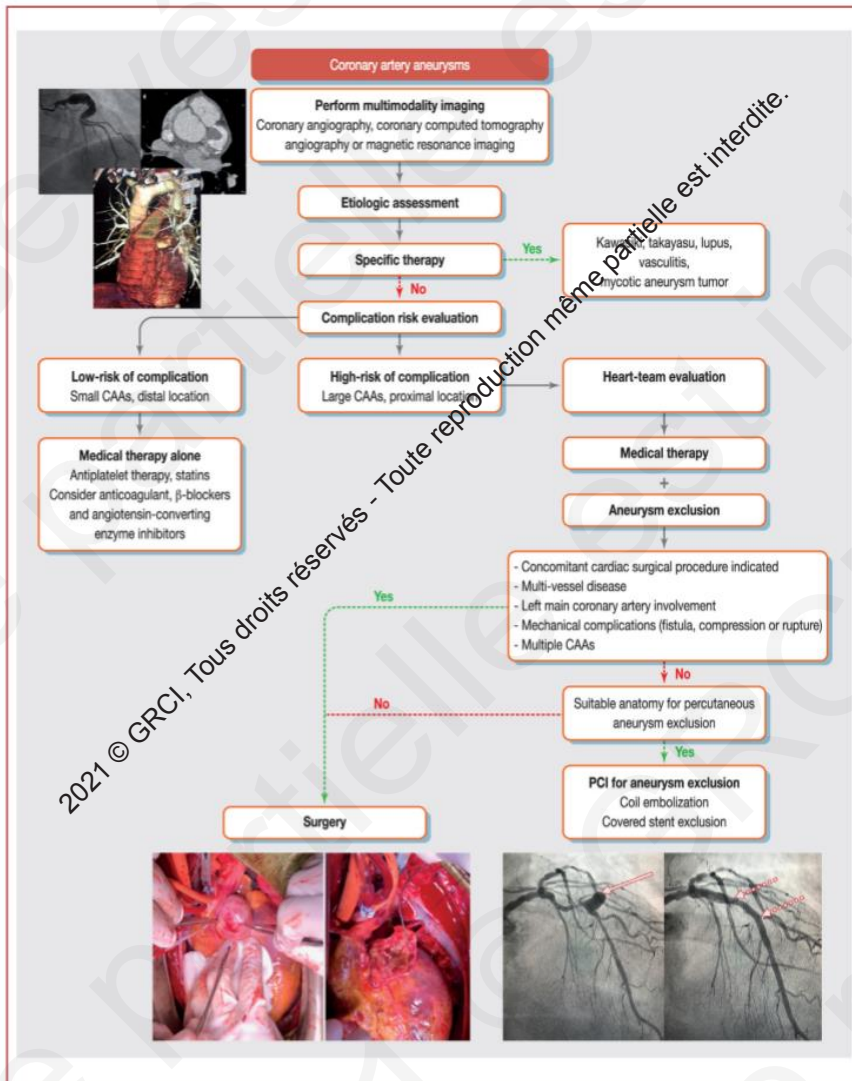 Coronary artery aneurysms
Perform multimodality imaging
Coronary angiography, coronary computed tomography
angiography or magnetic resonance imaging
Etiologic assessment
Specific therapy
Yes
Kawasaki, takayasu, lupus,
vasculitis,
mycotic aneurysm tumor
No
Complication risk evaluation
Low-risk of complication
Small CAAs, distal location
High-risk of complication
Large CAAs, proximal location
Heart-team evaluation
Medical therapy alone
Antiplatelet therapy, statins
Consider anticoagulant, β-blockers
and angiotensin-converting
enzyme inhibitors
Medical therapy
+
Aneurysm exclusion
- Concomitant cardiac surgical procedure indicated
- Multi-vessel disease
- Left main coronary artery involvement
- Mechanical complications (fistula, compression or rupture)
- Multiple CAAs
Yes
No
No
Suitable anatomy for percutaneous
aneurysm exclusion
Yes
PCI for aneurysm exclusion
Coil embolization
Covered stent exclusion
Surgery
2021 © GRCI, Tous droits réservés - Toute reproduction même partielle est interdite.